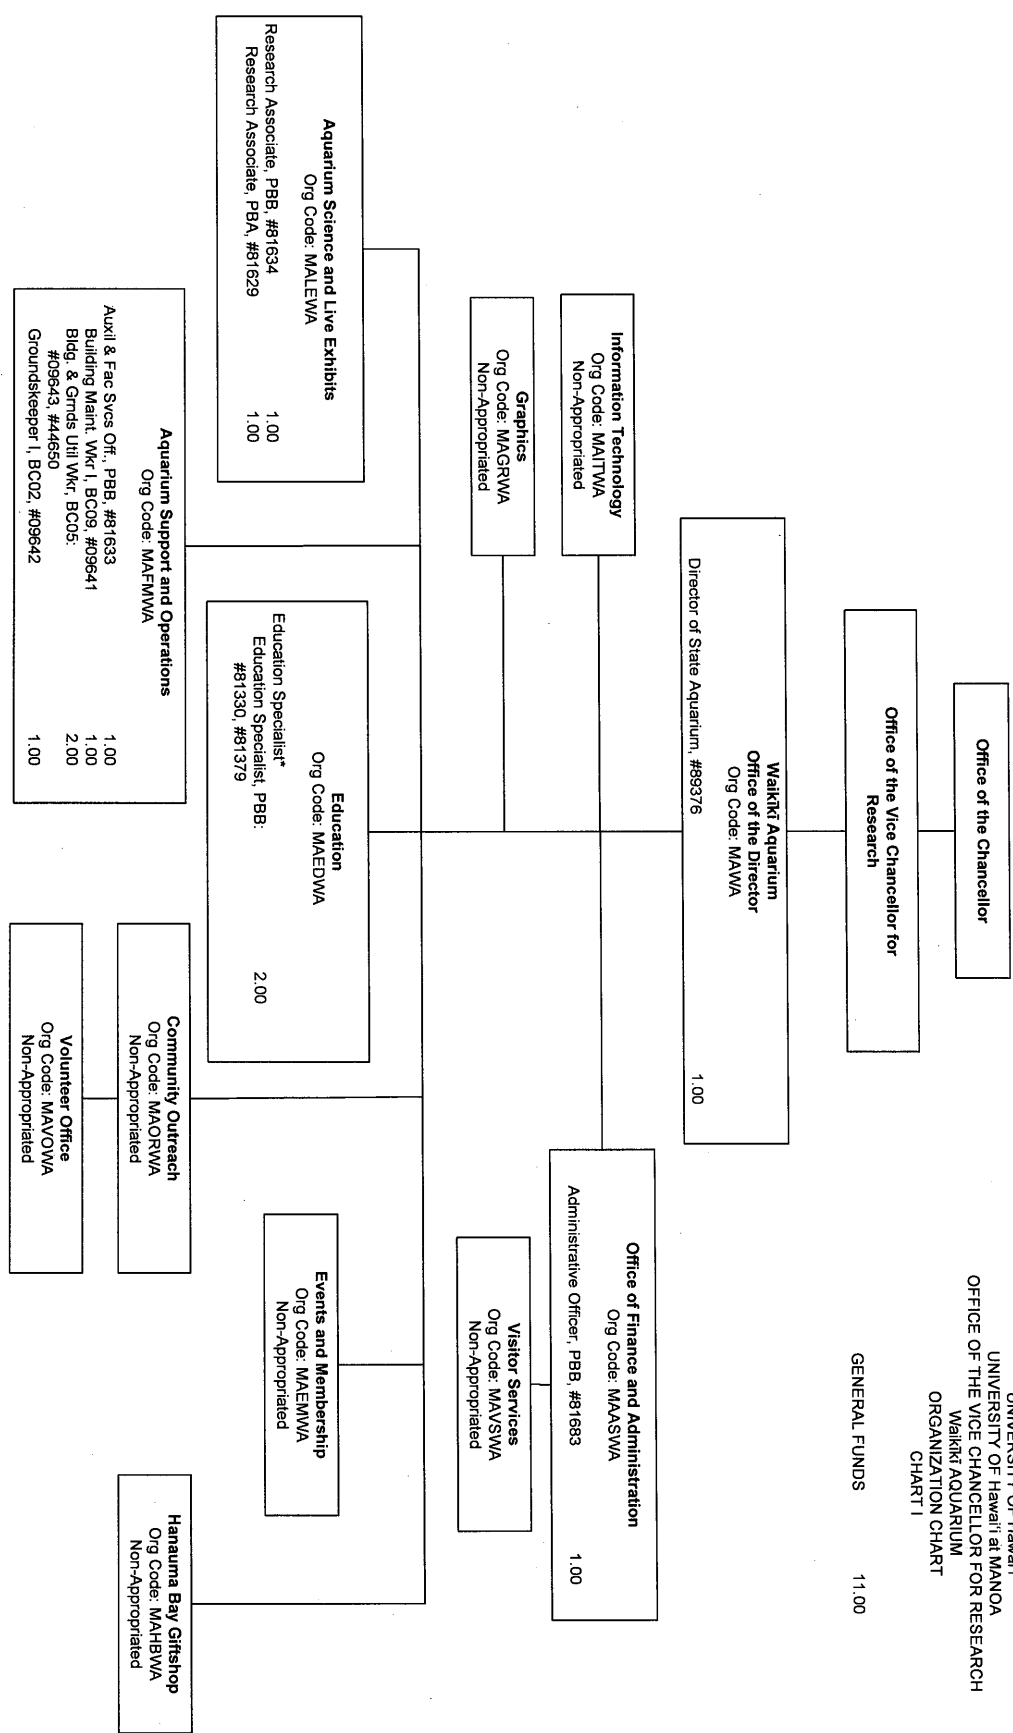 UNIVERSITY OF Hawai'i at MANOA
OFFICE OF THE VICE CHANCELLOR FOR RESEARCH
Waikīkī AQUARIUM
ORGANIZATION CHART
CHART I
GENERAL FUNDS 11.00
Office of the Chancellor
Office of the Vice Chancellor for
Research
Waikīkī Aquarium
Office of the Director
Org Code: MAWA
Director of State Aquarium, #89376 1.00
Information Technology
Org Code: MAITWA
Non-Appropriated
Office of Finance and Administration
Org Code: MAASWA
Administrative Officer, PBB, #81683 1.00
Graphics
Org Code: MAGRWA
Non-Appropriated
Visitor Services
Org Code: MAVSWA
Non-Appropriated
Aquarium Science and Live Exhibits
Org Code: MALEWA
Research Associate, PBB, #81634 1.00
Research Associate, PBA, #81629 1.00
Education
Org Code: MAEDWA
Education Specialist*
Education Specialist, PBB:
#81330, #81379 2.00
Events and Membership
Org Code: MAEMWA
Non-Appropriated
Aquarium Support and Operations
Org Code: MAFMWA
Auxil & Fac Svcs Off., PBB, #81633 1.00
Building Maint. Wkr I, BC09, #09641 1.00
Bldg. & Grnds Util Wkr, BC05: 2.00
#09643, #44650
Groundskeeper I, BC02, #09642 1.00
Community Outreach
Org Code: MAORWA
Non-Appropriated
Volunteer Office
Org Code: MAVOWA
Non-Appropriated
Hanauma Bay Giftshop
Org Code: MAHBWA
Non-Appropriated